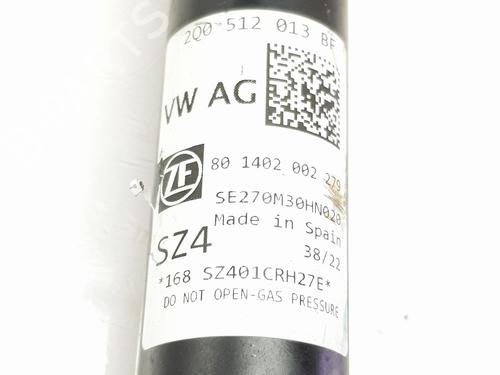 2Q0 512 013 BF
VW AG
ZF
80 1402 002 279
SE270M30HN020
Made in Spain
SZ4
38/22
*168 SZ401CRH27E*
DO NOT OPEN-GAS PRESSURE